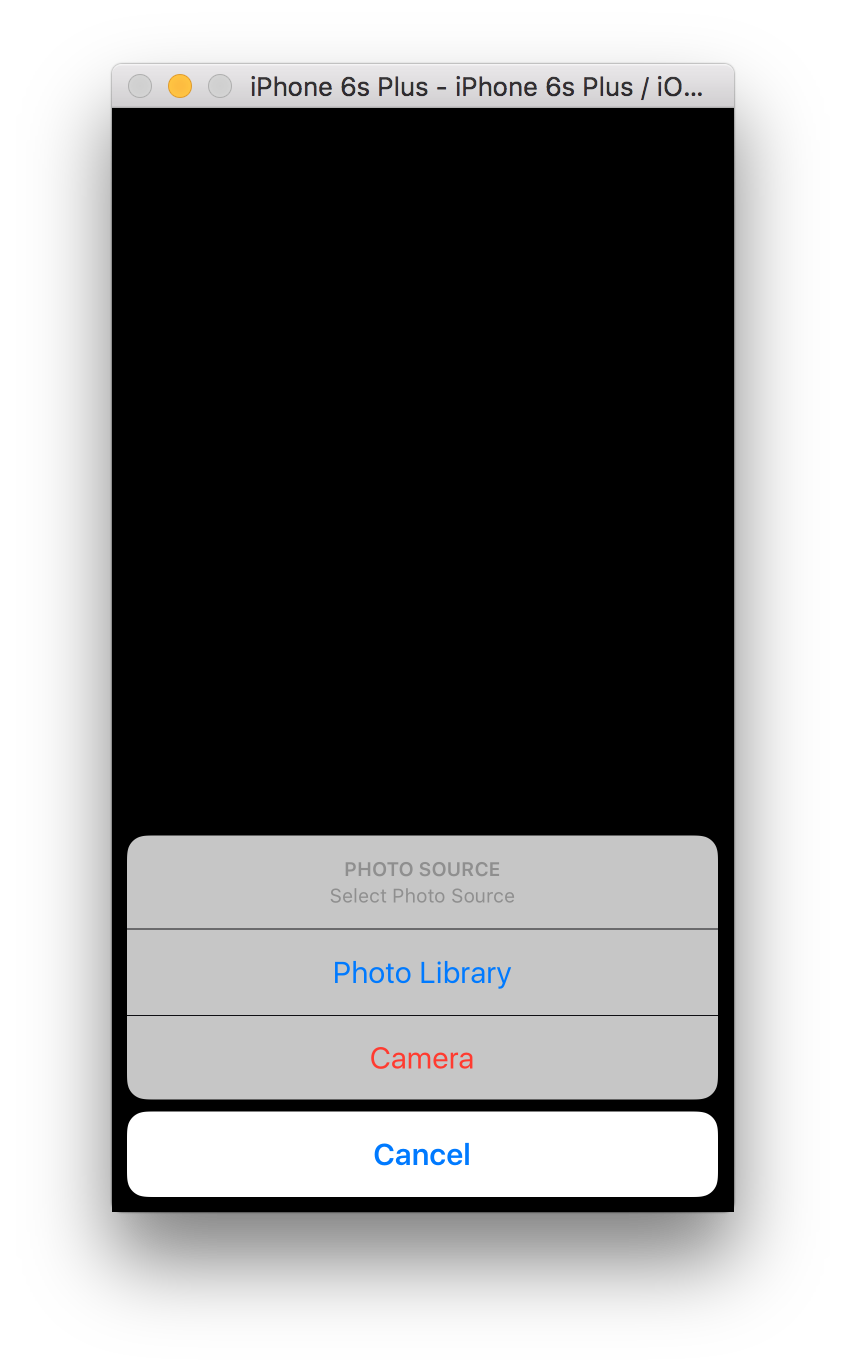 iPhone 6s Plus - iPhone 6s Plus / iO...
PHOTO SOURCE
Select Photo Source
Photo Library
Camera
Cancel